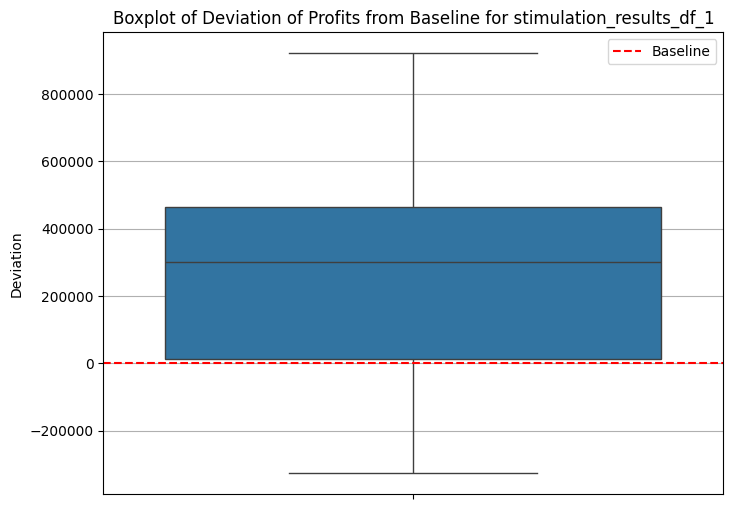 Boxplot of Deviation of Profits from Baseline for stimulation_results_df_1
Baseline
800000
600000
400000
200000
0
−200000
Deviation